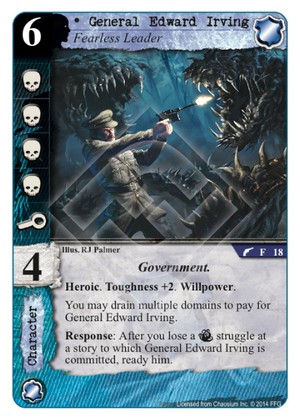 6
• General Edward Irving
Fearless Leader
Illus. RJ Palmer
F 18
4
Government.
Heroic. Toughness +2. Willpower.
You may drain multiple domains to pay for
General Edward Irving.
Response: After you lose a struggle
at a story to which General Edward Irving is
committed, ready him.
Character
Licensed from Chaosium Inc. © 2014 FFG